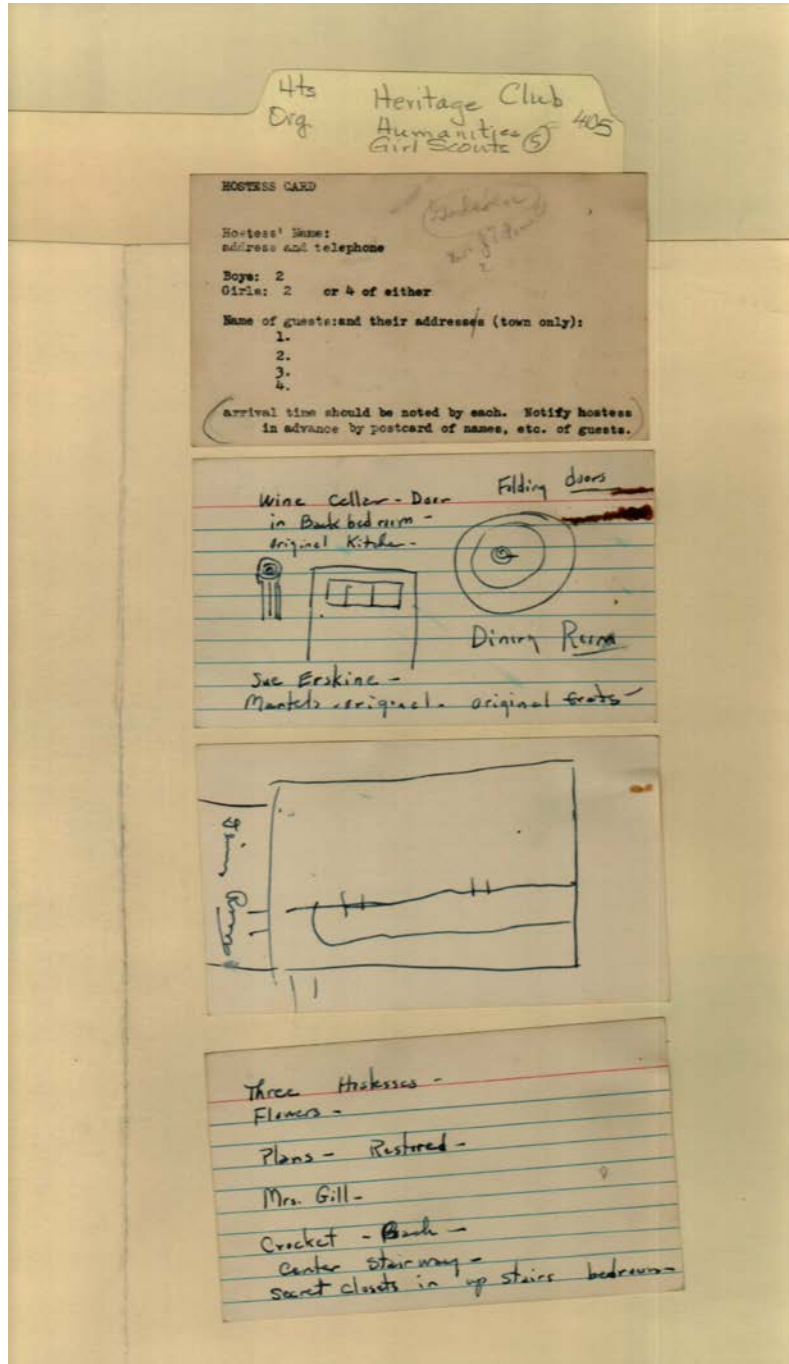 Hts Heritage Club
Org Humanities 405
Girl Scouts 5
HOSTESS CARD
Hostess' Name:
address and telephone
Boys: 2
Girls: 2 or 4 of either
Name of guests:and their addresses (town only):
1.
2.
3.
4.
(arrival time should be noted by each. Notify hostess
in advance by postcard of names, etc. of guests.)
Wine Cellar - Door
in Back bedroom -
original Kitchen -
Folding doors
Dining Room
Sue Erskine -
Mantels - original - original
Dining Room
Three Hostesses -
Flowers -
Plans - Restored -
Mrs. Gill -
Crocket - Bach -
Center Stairway -
Secret closets in up stairs bedroom -